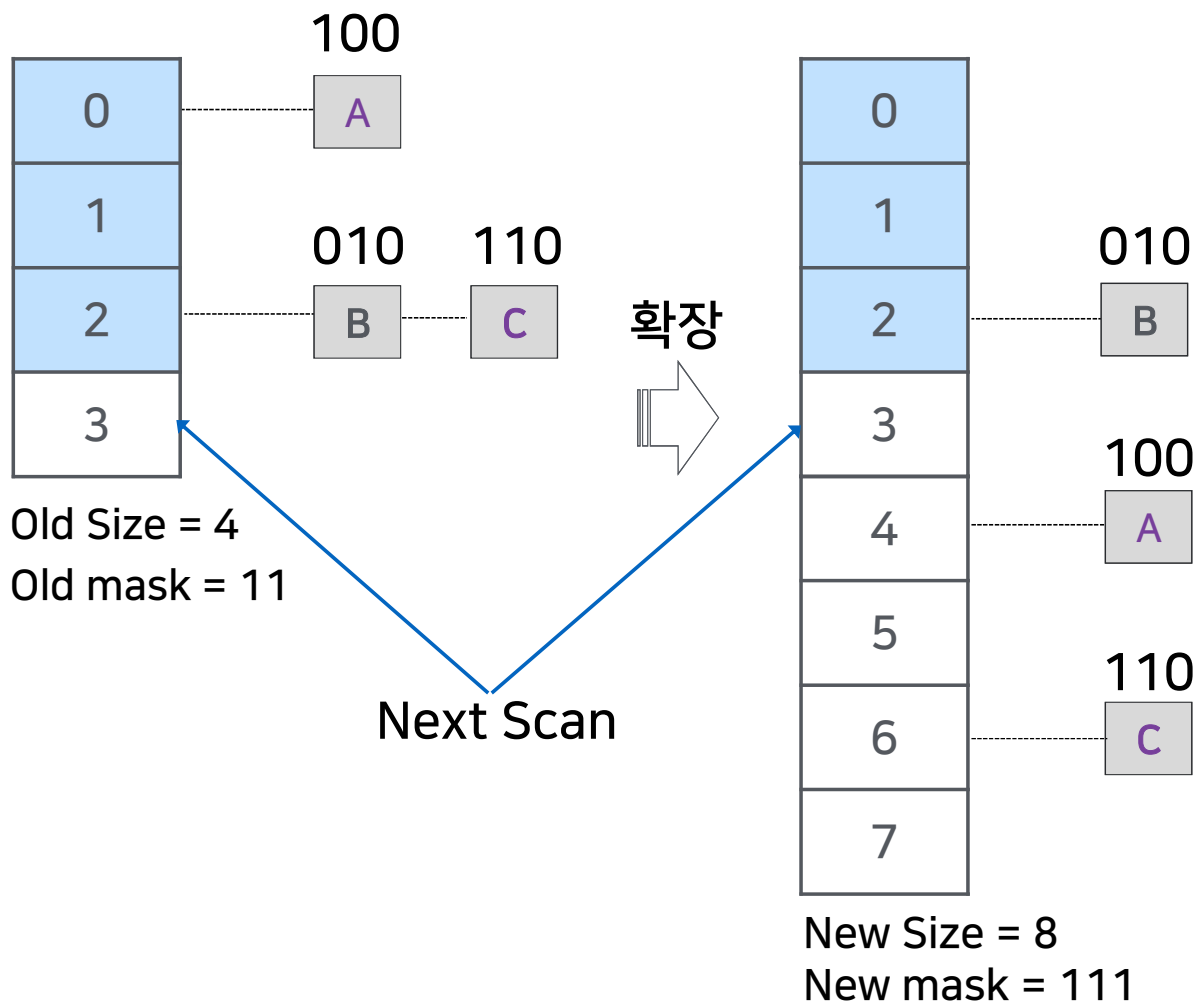 100
0
A
1
010
110
2
B
C
3
Old Size = 4
Old mask = 11
확장
Next Scan
0
1
010
2
B
3
100
4
A
5
110
6
C
7
New Size = 8
New mask = 111